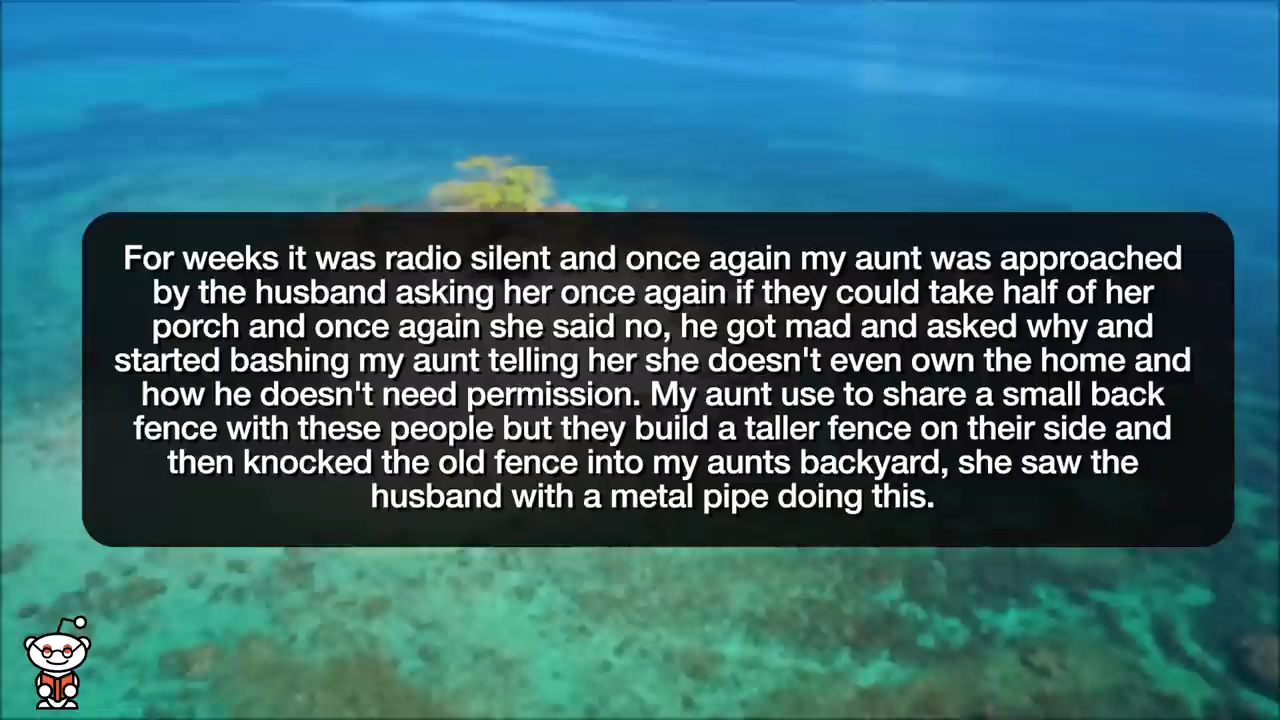 For weeks it was radio silent and once again my aunt was approached
by the husband asking her once again if they could take half of her
porch and once again she said no, he got mad and asked why and
started bashing my aunt telling her she doesn't even own the home and
how he doesn't need permission. My aunt use to share a small back
fence with these people but they build a taller fence on their side and
then knocked the old fence into my aunts backyard, she saw the
husband with a metal pipe doing this.